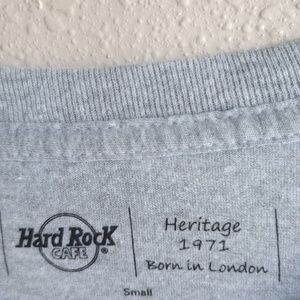 Hard Rock
CAFE®
Heritage
1971
Born in London
Small